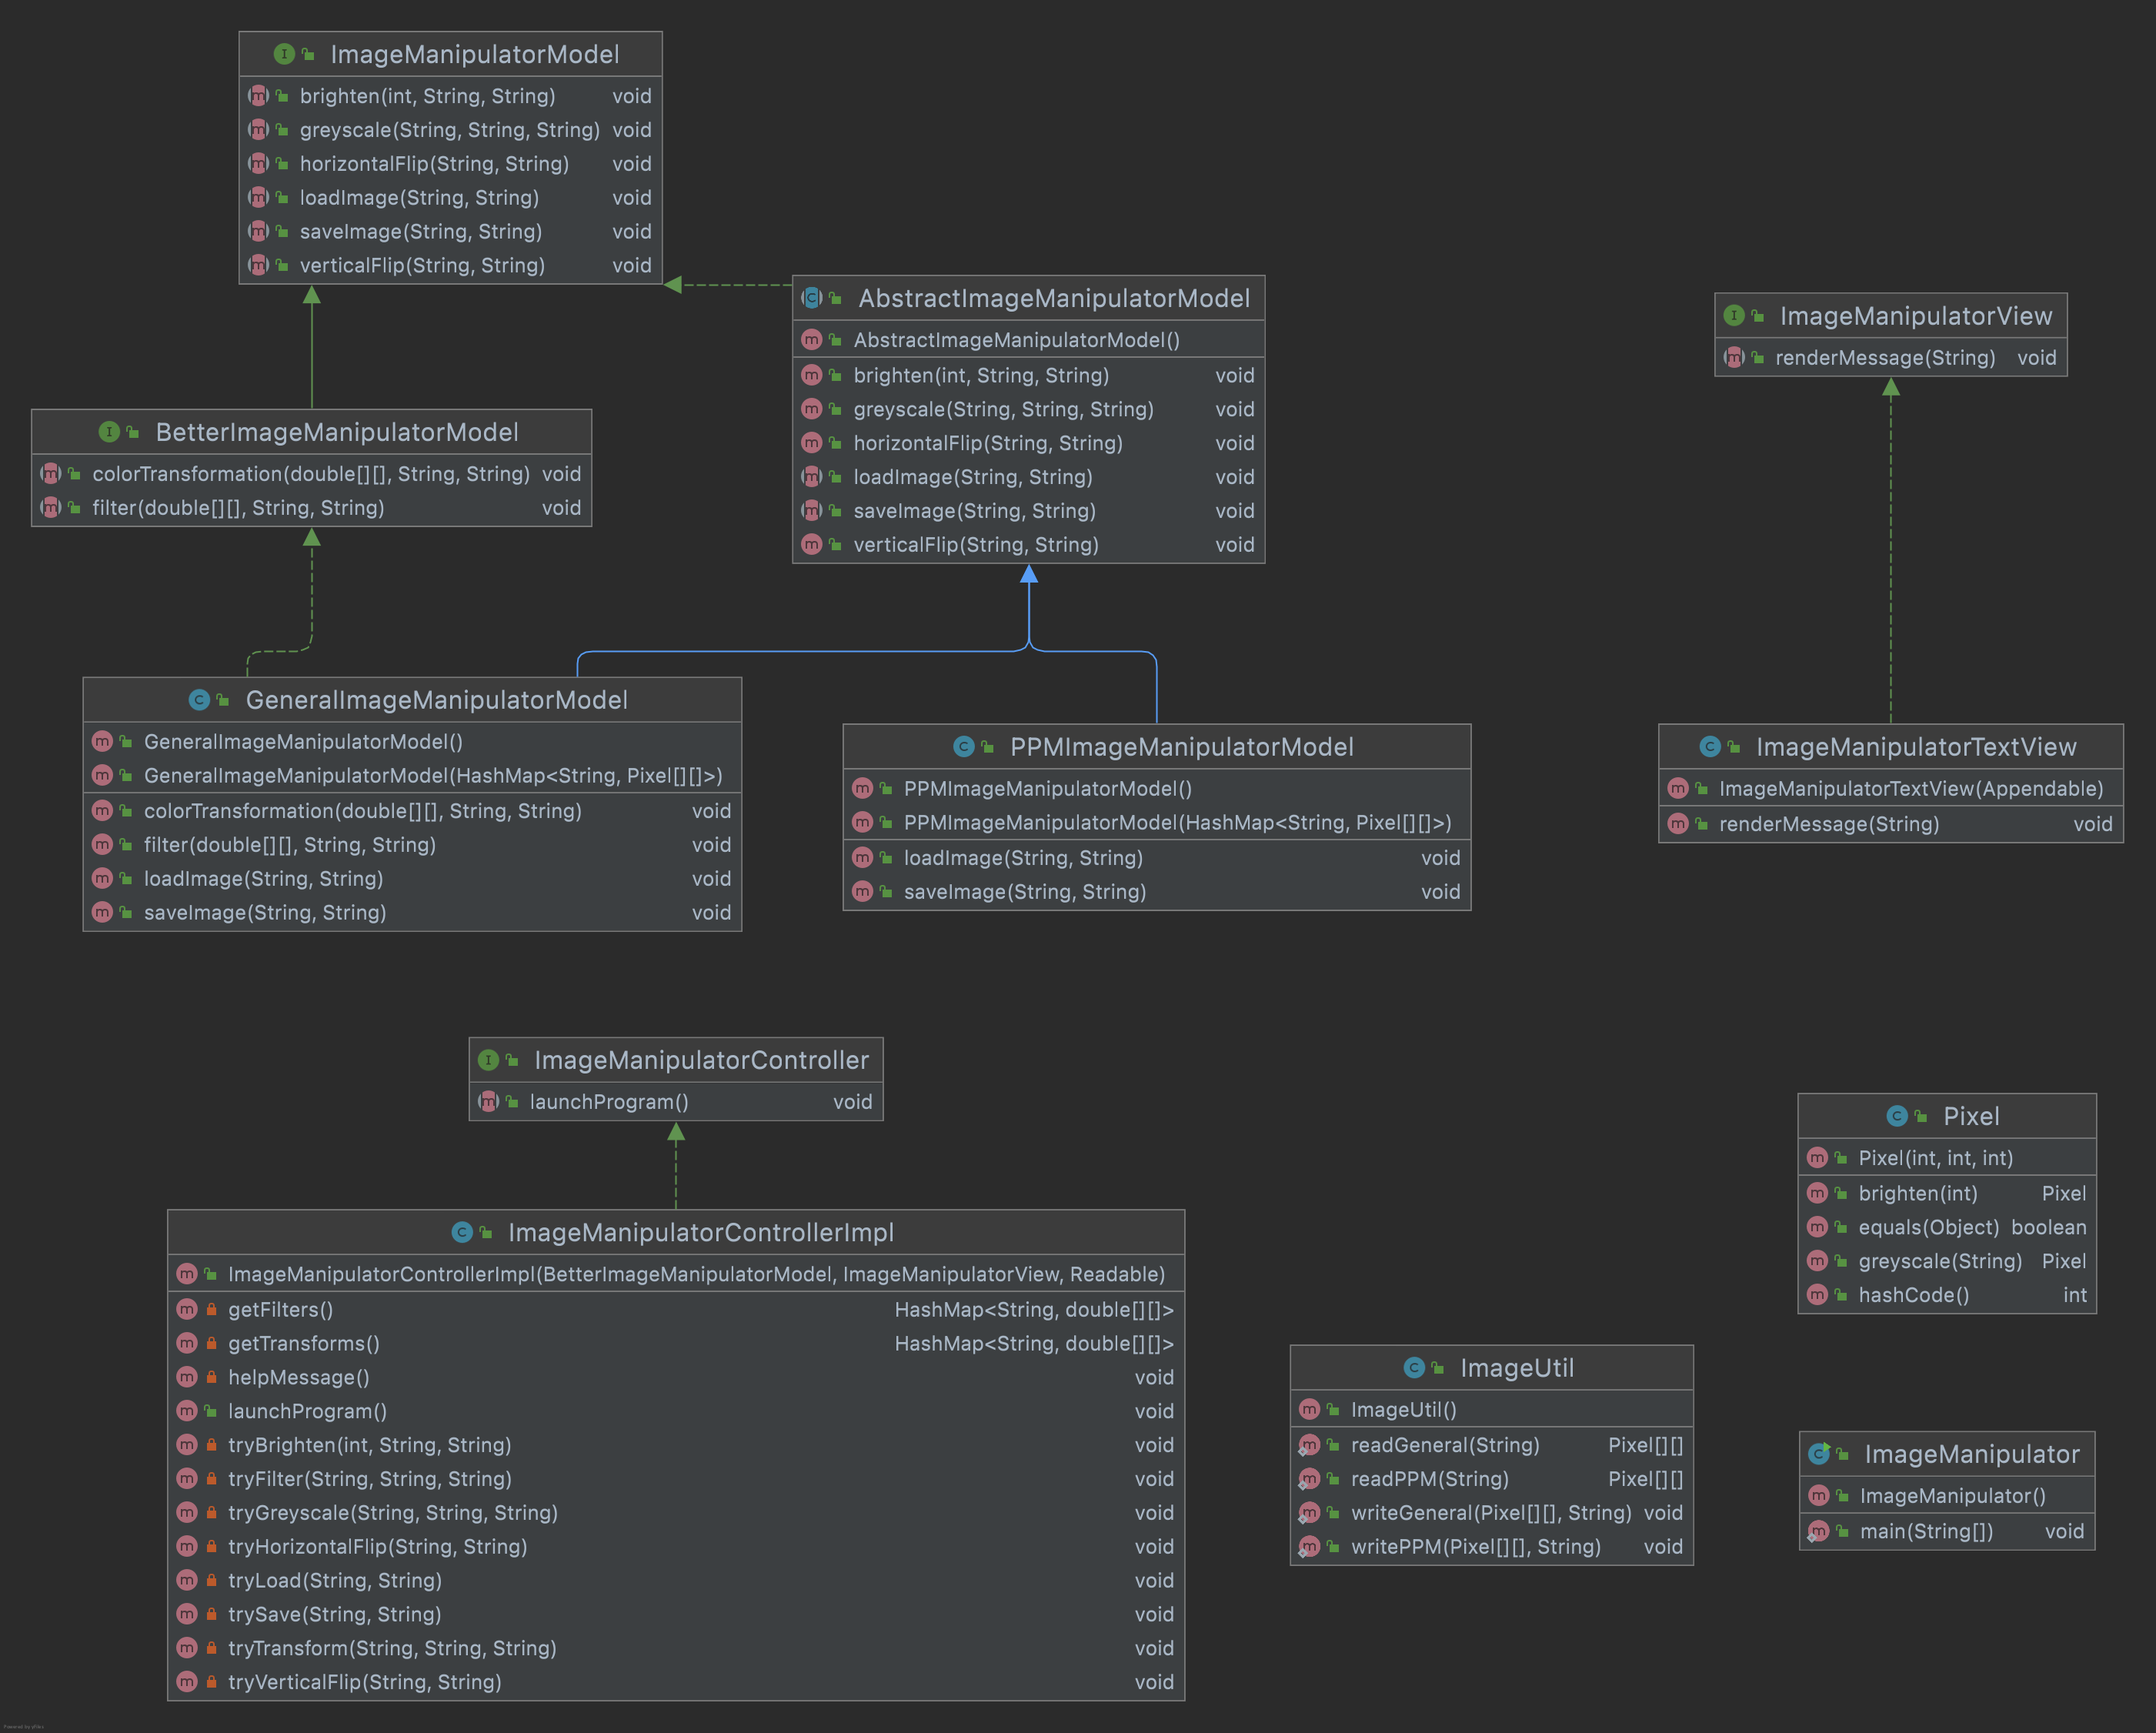 ImageManipulatorModel
brighten(int, String, String) void
greyscale(String, String, String) void
horizontalFlip(String, String) void
loadImage(String, String) void
saveImage(String, String) void
verticalFlip(String, String) void
AbstractImageManipulatorModel
AbstractImageManipulatorModel()
brighten(int, String, String) void
greyscale(String, String, String) void
horizontalFlip(String, String) void
loadImage(String, String) void
saveImage(String, String) void
verticalFlip(String, String) void
ImageManipulatorView
renderMessage(String) void
BetterImageManipulatorModel
colorTransformation(double[][], String, String) void
filter(double[][], String, String) void
GeneralImageManipulatorModel
GeneralImageManipulatorModel()
GeneralImageManipulatorModel(HashMap<String, Pixel[][]>)
colorTransformation(double[][], String, String) void
filter(double[][], String, String) void
loadImage(String, String) void
saveImage(String, String) void
PPMImageManipulatorModel
PPMImageManipulatorModel()
PPMImageManipulatorModel(HashMap<String, Pixel[][]>)
loadImage(String, String) void
saveImage(String, String) void
ImageManipulatorTextView
ImageManipulatorTextView(Appendable)
renderMessage(String) void
ImageManipulatorController
launchProgram() void
ImageManipulatorControllerImpl
ImageManipulatorControllerImpl(BetterImageManipulatorModel, ImageManipulatorView, Readable)
getFilters() HashMap<String, double[][]>
getTransforms() HashMap<String, double[][]>
helpMessage() void
launchProgram() void
tryBrighten(int, String, String) void
tryFilter(String, String, String) void
tryGreyscale(String, String, String) void
tryHorizontalFlip(String, String) void
tryLoad(String, String) void
trySave(String, String) void
tryTransform(String, String, String) void
tryVerticalFlip(String, String) void
Pixel
Pixel(int, int, int)
brighten(int) Pixel
equals(Object) boolean
greyscale(String) Pixel
hashCode() int
ImageUtil
ImageUtil()
readGeneral(String) Pixel[][]
readPPM(String) Pixel[][]
writeGeneral(Pixel[][], String) void
writePPM(Pixel[][], String) void
ImageManipulator
ImageManipulator()
main(String[]) void
Powered by yFiles